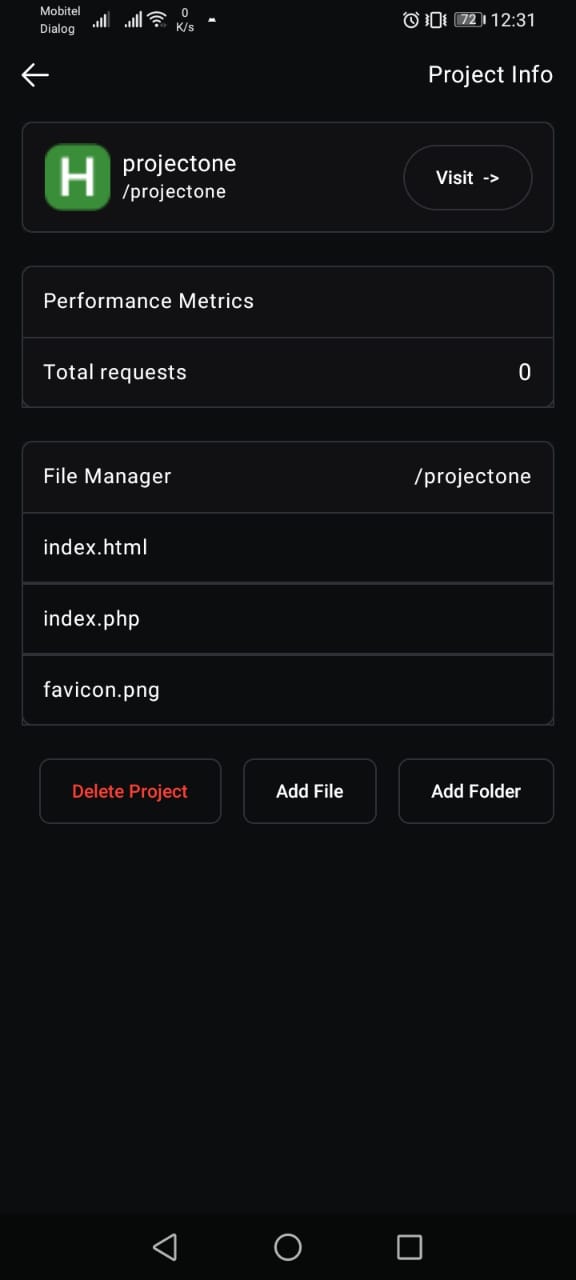 Mobitel
Dialog
0
K/s
72
12:31
Project Info
H
projectone
/projectone
Visit ->
Performance Metrics
Total requests 0
File Manager /projectone
index.html
index.php
favicon.png
Delete Project Add File Add Folder